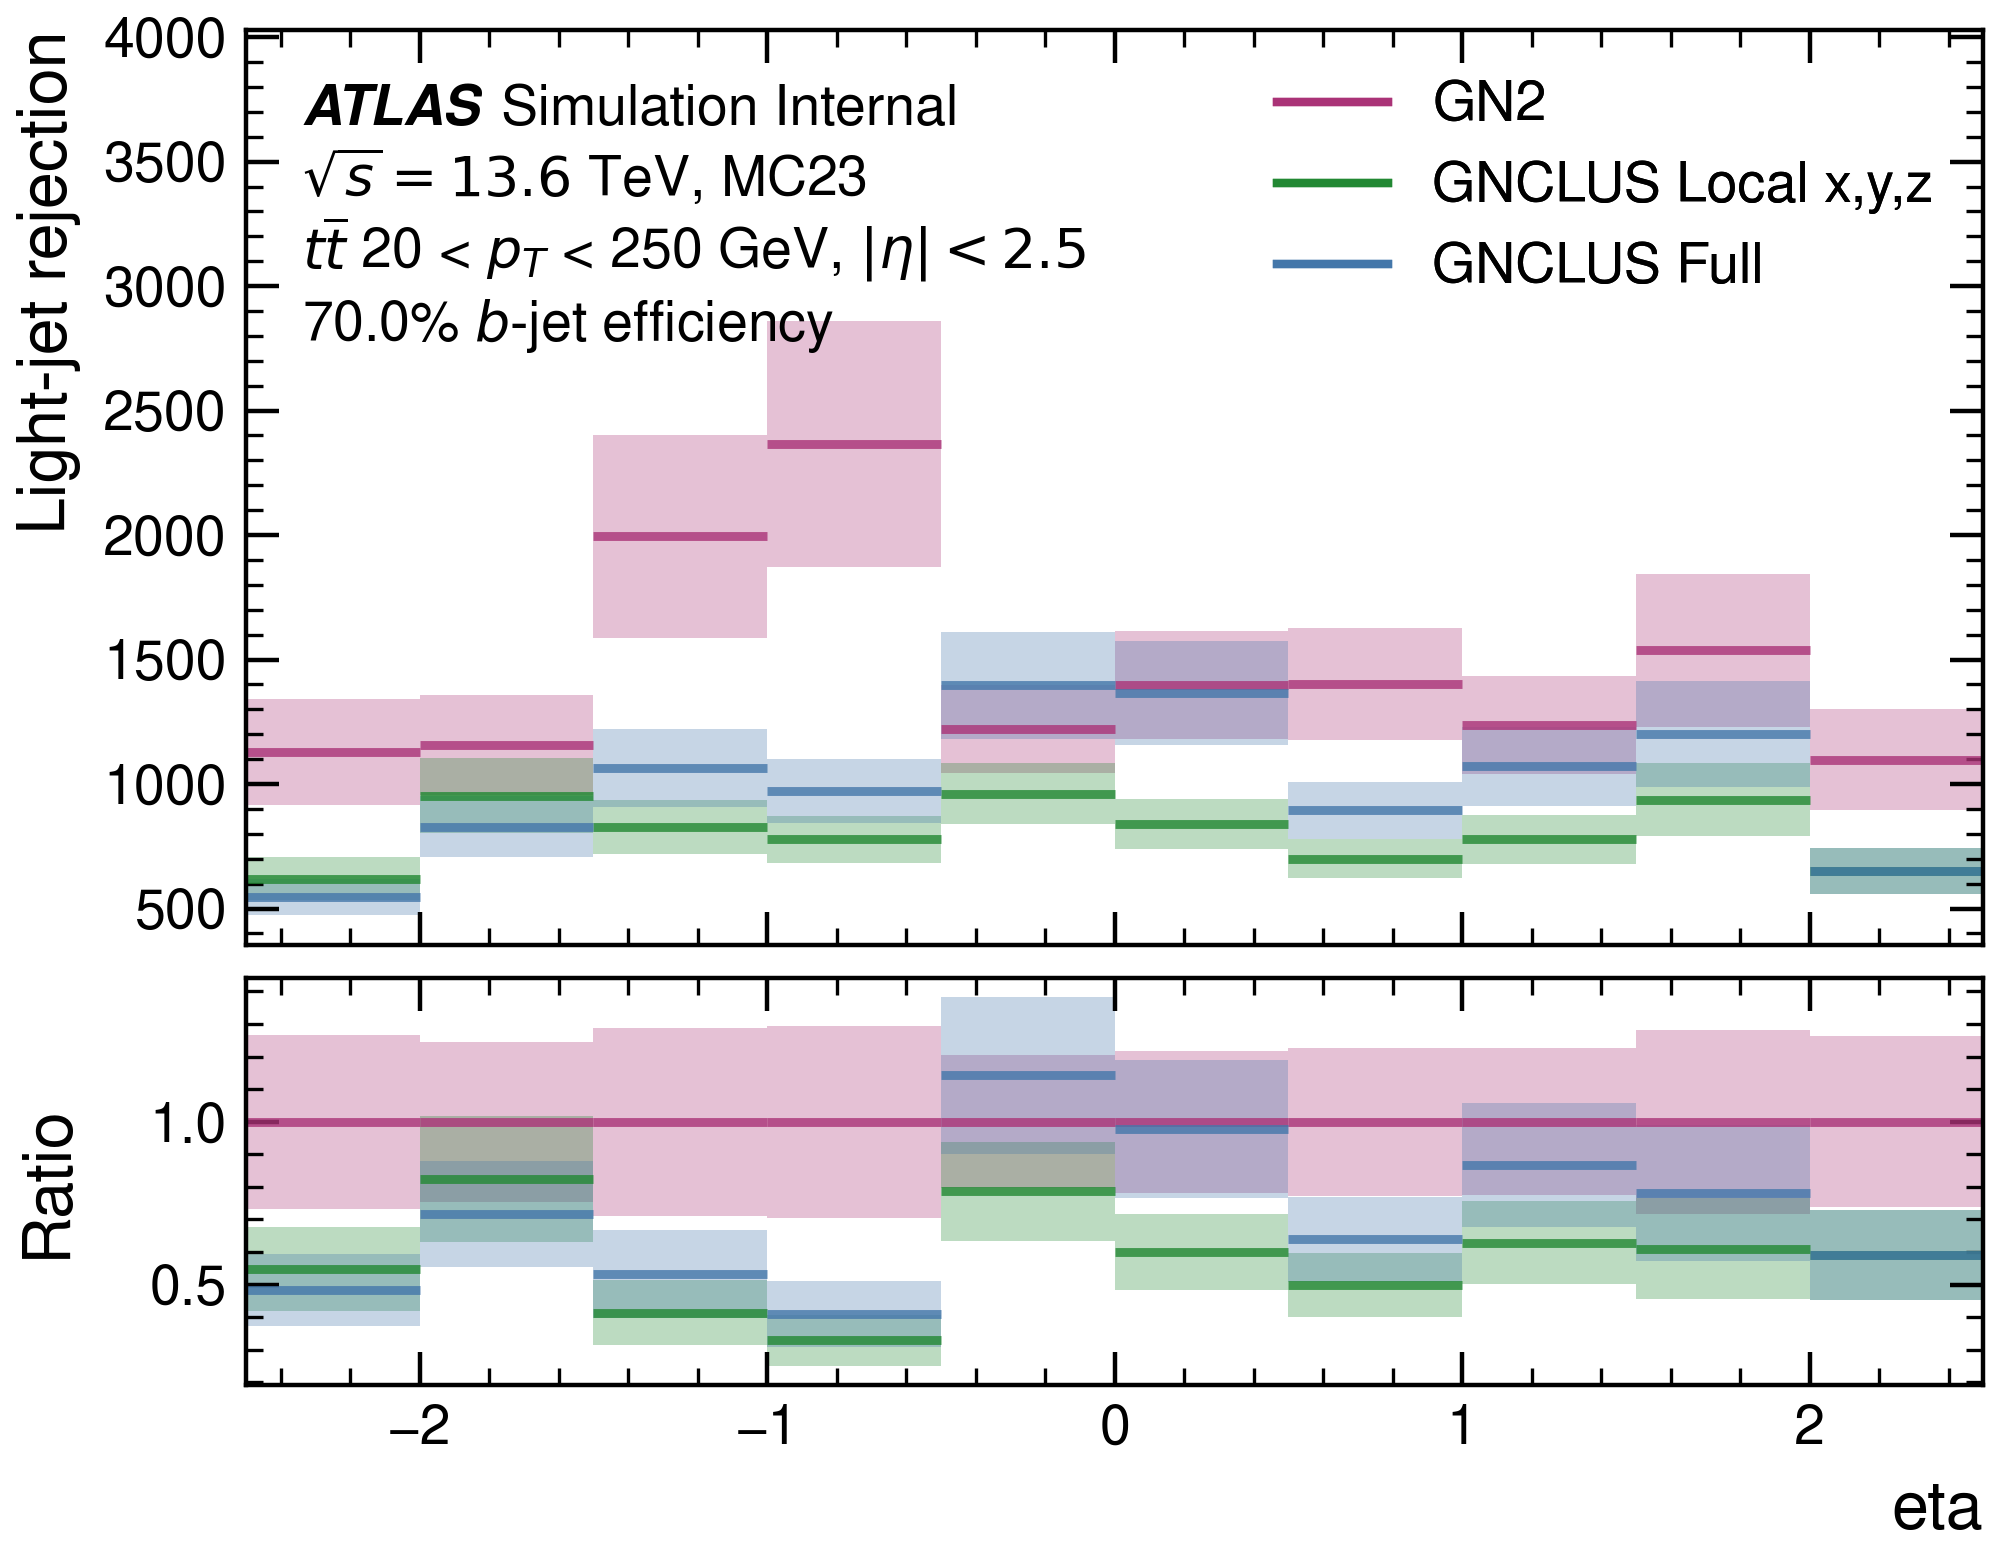 Light-jet rejection
4000
3500
3000
2500
2000
1500
1000
500
ATLAS Simulation Internal
√s = 13.6 TeV, MC23
tt̄ 20 < p_T < 250 GeV, |η| < 2.5
70.0% b-jet efficiency
GN2
GNCLUS Local x,y,z
GNCLUS Full
Ratio
1.0
0.5
−2 −1 0 1 2
eta